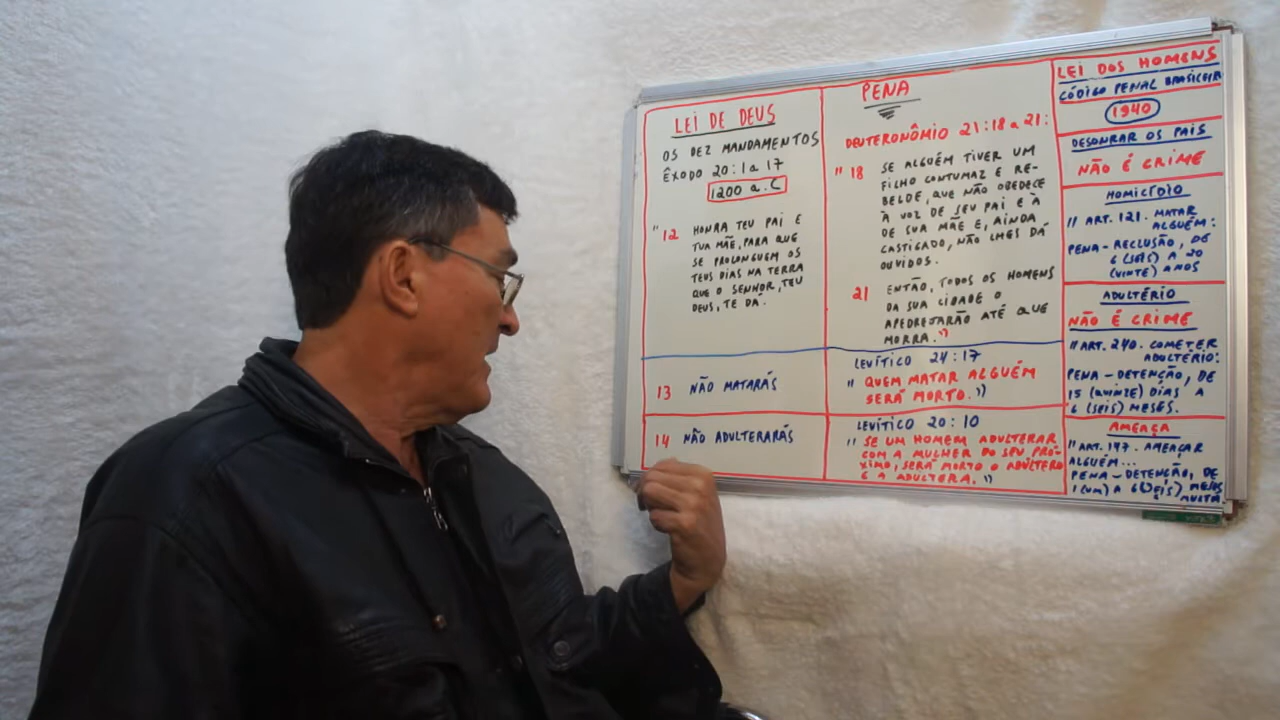 LEI DE DEUS
OS DEZ MANDAMENTOS
ÊXODO 20:1 a 17
1200 a.C
"12 HONRA TEU PAI E
TUA MÃE, PARA QUE
SE PROLONGUEM OS
TEUS DIAS NA TERRA
QUE O SENHOR, TEU
DEUS, TE DÁ.
13 NÃO MATARÁS
14 NÃO ADULTERARÁS
PENA
DEUTERONÔMIO 21:18 a 21:
"18 SE ALGUÉM TIVER UM
FILHO CONTUMAZ E RE-
BELDE, QUE NÃO OBEDECE
À VOZ DE SEU PAI E À
DE SUA MÃE E, AINDA
CASTIGADO, NÃO LHES DÁ
OUVIDOS.
21 ENTÃO, TODOS OS HOMENS
DA SUA CIDADE O
APEDREJARÃO ATÉ QUE
MORRA."
LEVÍTICO 24:17
"QUEM MATAR ALGUÉM
SERÁ MORTO."
LEVÍTICO 20:10
"SE UM HOMEM ADULTERAR
COM A MULHER DO SEU PRÓ-
XIMO, SERÁ MORTO O ADÚLTERO
E A ADÚLTERA."
LEI DOS HOMENS
CÓDIGO PENAL BRASILEIR
1940
DESONRAR OS PAIS
NÃO É CRIME
HOMICÍDIO
"ART. 121. MATAR
ALGUÉM:
PENA - RECLUSÃO, DE
6 (SEIS) A 20
(VINTE) ANOS
ADULTÉRIO
NÃO É CRIME
"ART. 240. COMETER
ADULTÉRIO:
PENA - DETENÇÃO, DE
15 (QUINZE) DIAS A
6 (SEIS) MESES.
AMEAÇA
"ART. 147. AMEAÇAR
ALGUÉM...
PENA - DETENÇÃO, DE
1 (UM) A 6 (SEIS) MESES
MULTA